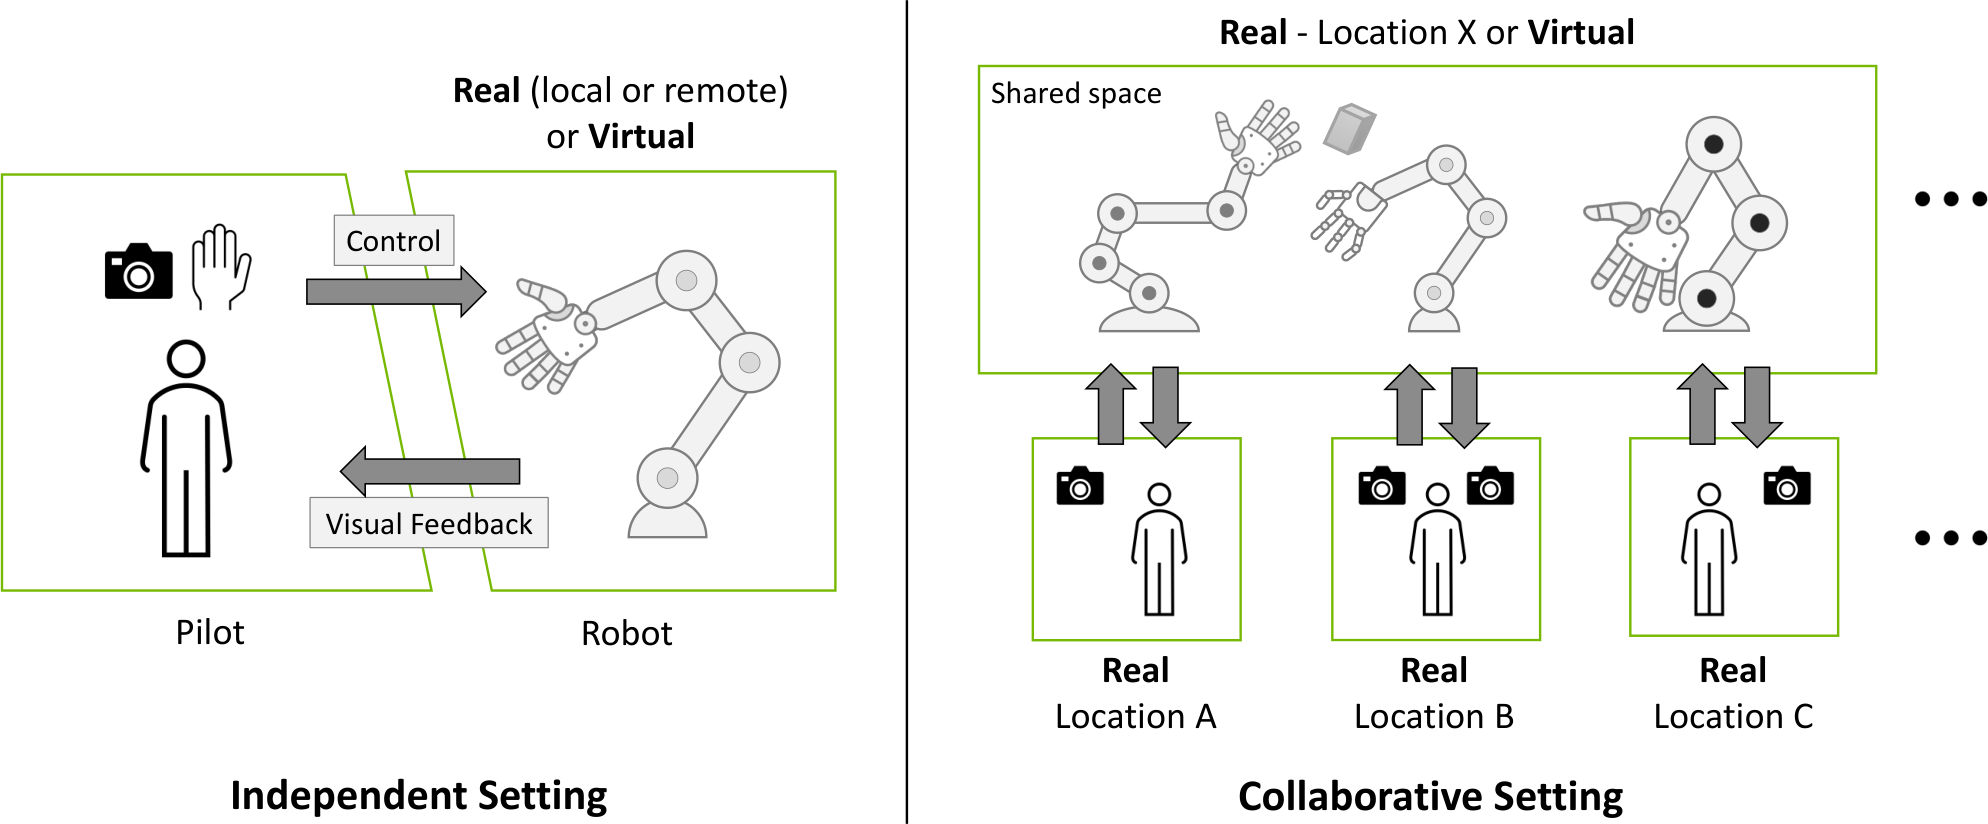 Real (local or remote)
or Virtual
Control
Visual Feedback
Pilot
Robot
Independent Setting
Real - Location X or Virtual
Shared space
Real
Location A
Real
Location B
Real
Location C
Collaborative Setting